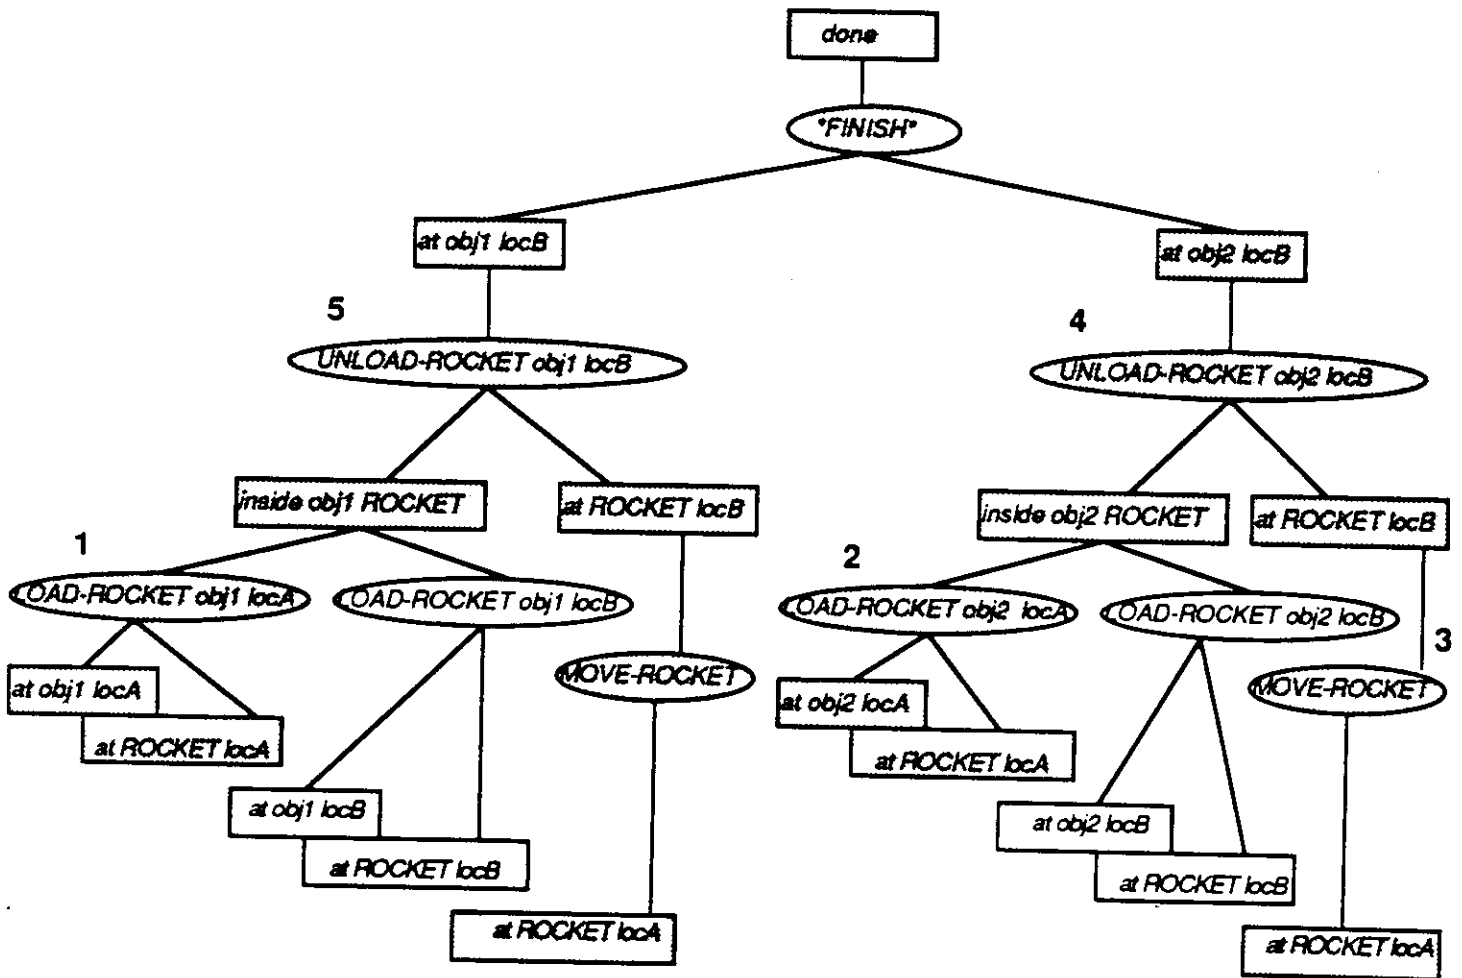 done
*FINISH*
at obj1 locB
at obj2 locB
5
4
UNLOAD-ROCKET obj1 locB
UNLOAD-ROCKET obj2 locB
inside obj1 ROCKET
at ROCKET locB
inside obj2 ROCKET
at ROCKET locB
1
2
LOAD-ROCKET obj1 locA
LOAD-ROCKET obj1 locB
LOAD-ROCKET obj2 locA
LOAD-ROCKET obj2 locB
3
MOVE-ROCKET
MOVE-ROCKET
at obj1 locA
at obj2 locA
at ROCKET locA
at ROCKET locA
at obj1 locB
at obj2 locB
at ROCKET locB
at ROCKET locB
at ROCKET locA
at ROCKET locA